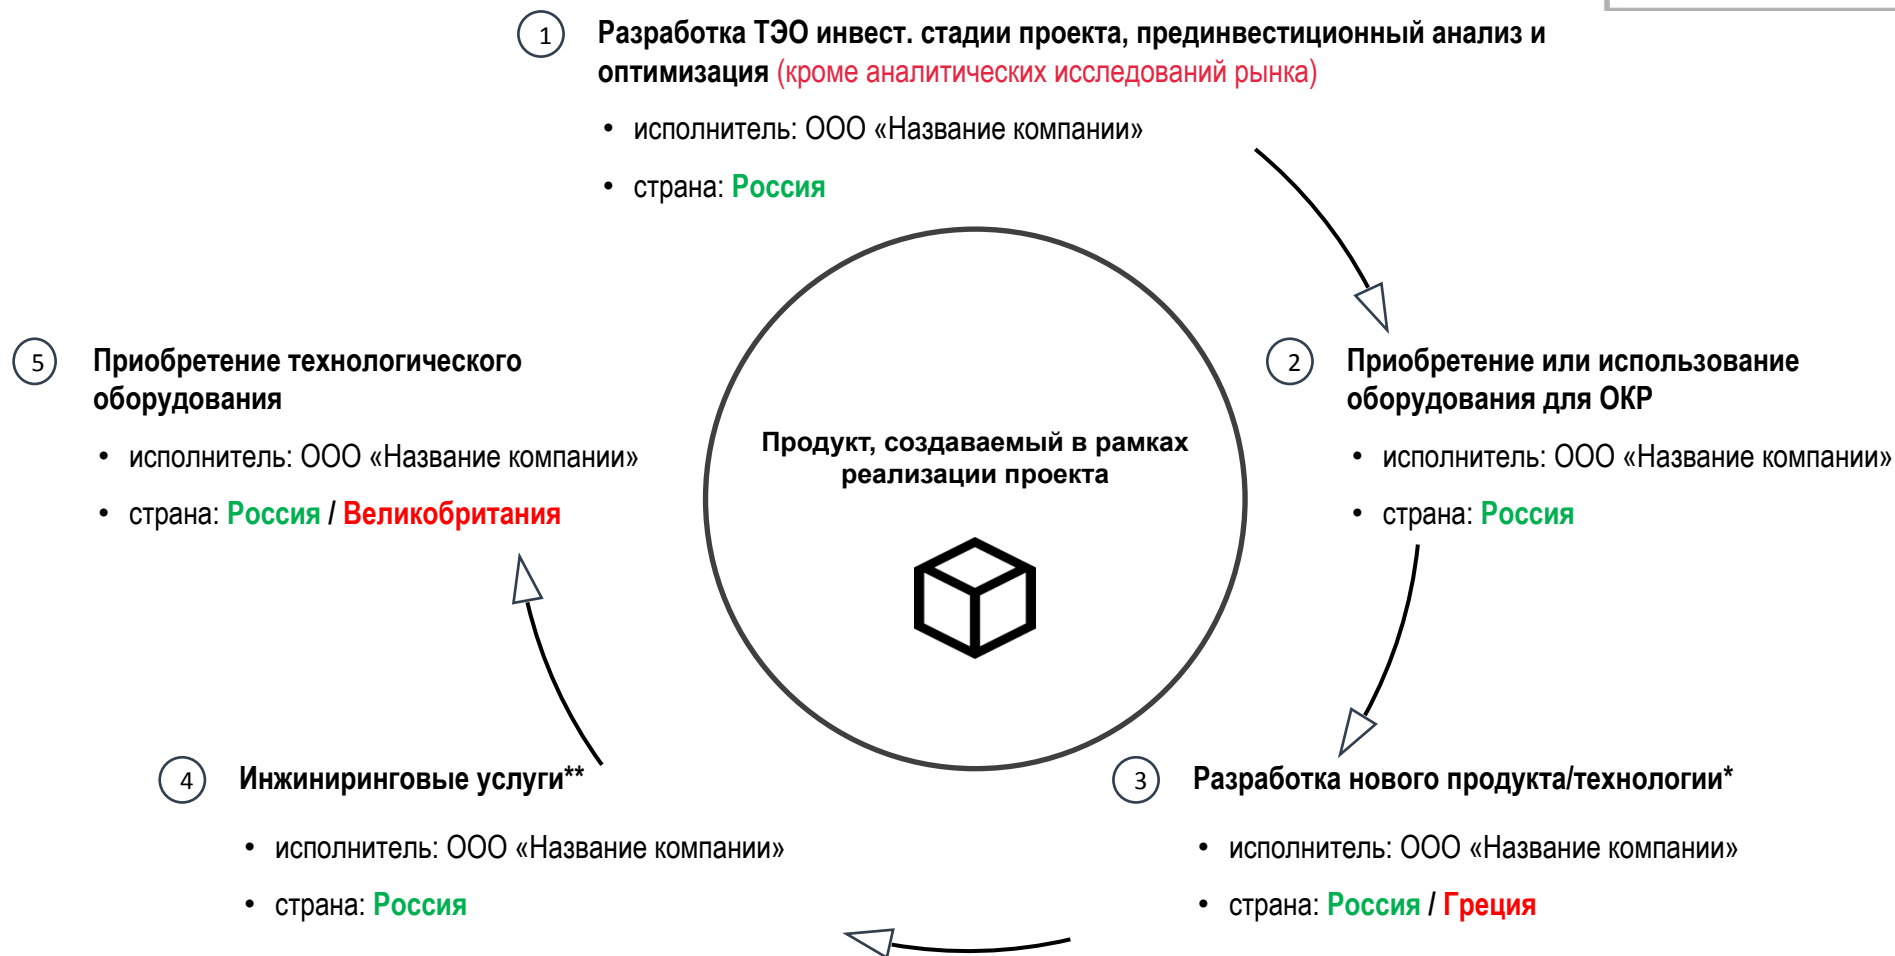 1
Разработка ТЭО инвест. стадии проекта, прединвестиционный анализ и
оптимизация (кроме аналитических исследований рынка)
• исполнитель: ООО «Название компании»
• страна: Россия
2
Приобретение или использование
оборудования для ОКР
• исполнитель: ООО «Название компании»
• страна: Россия
3
Разработка нового продукта/технологии*
• исполнитель: ООО «Название компании»
• страна: Россия / Греция
4
Инжиниринговые услуги**
• исполнитель: ООО «Название компании»
• страна: Россия
5
Приобретение технологического
оборудования
• исполнитель: ООО «Название компании»
• страна: Россия / Великобритания
Продукт, создаваемый в рамках
реализации проекта